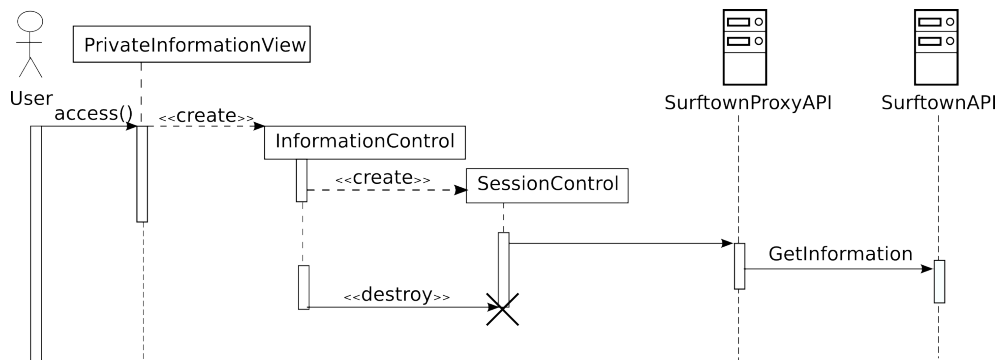 PrivateInformationView
User
SurftownProxyAPI
SurftownAPI
access()
<<create>>
InformationControl
<<create>>
SessionControl
GetInformation
<<destroy>>